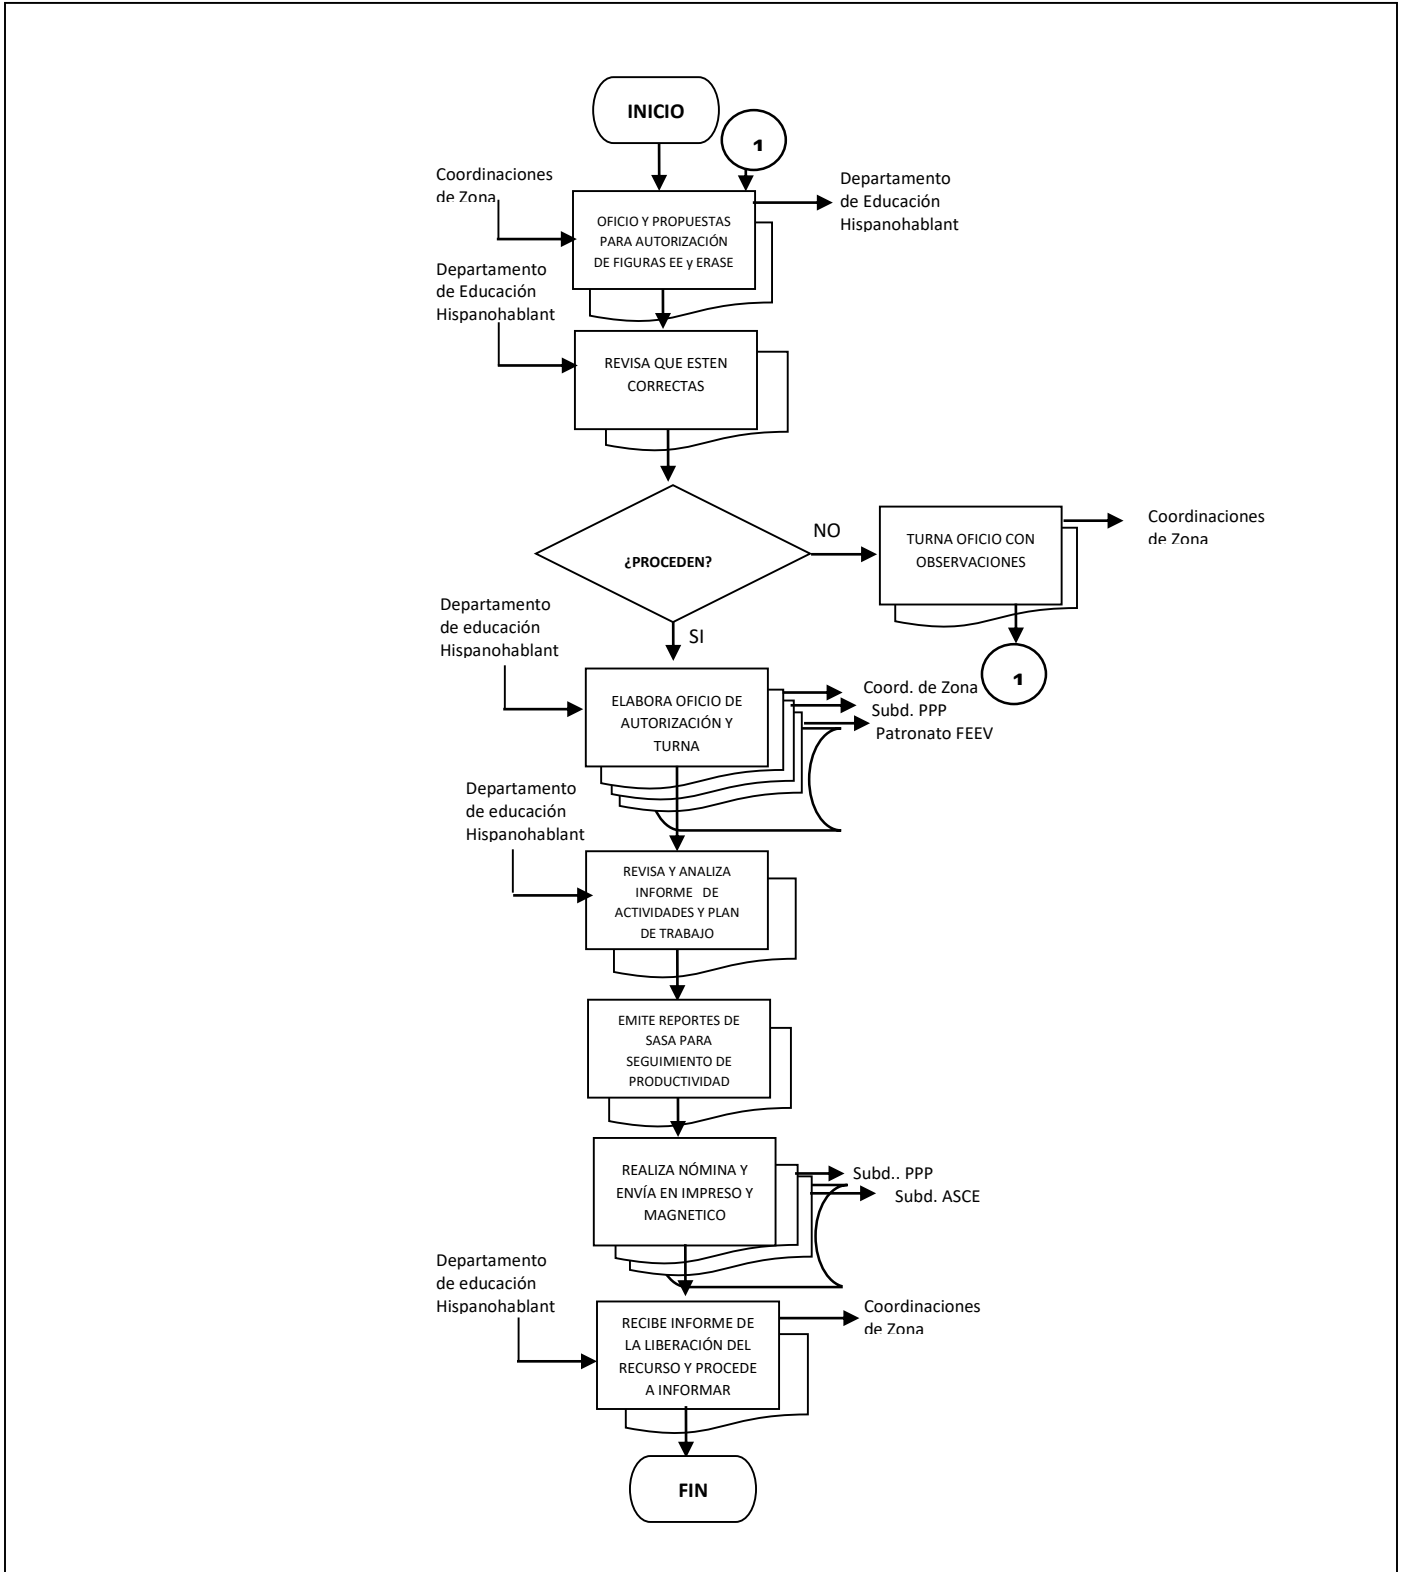 INICIO
1
Coordinaciones
de Zona
Departamento
de Educación
Hispanohablant
OFICIO Y PROPUESTAS
PARA AUTORIZACIÓN
DE FIGURAS EE y ERASE
Departamento
de Educación
Hispanohablant
REVISA QUE ESTEN
CORRECTAS
¿PROCEDEN?
NO
TURNA OFICIO CON
OBSERVACIONES
Coordinaciones
de Zona
1
SI
Departamento
de educación
Hispanohablant
ELABORA OFICIO DE
AUTORIZACIÓN Y
TURNA
Coord. de Zona
Subd. PPP
Patronato FEEV
Departamento
de educación
Hispanohablant
REVISA Y ANALIZA
INFORME DE
ACTIVIDADES Y PLAN
DE TRABAJO
EMITE REPORTES DE
SASA PARA
SEGUIMIENTO DE
PRODUCTIVIDAD
REALIZA NÓMINA Y
ENVÍA EN IMPRESO Y
MAGNETICO
Subd.. PPP
Subd. ASCE
Departamento
de educación
Hispanohablant
RECIBE INFORME DE
LA LIBERACIÓN DEL
RECURSO Y PROCEDE
A INFORMAR
Coordinaciones
de Zona
FIN